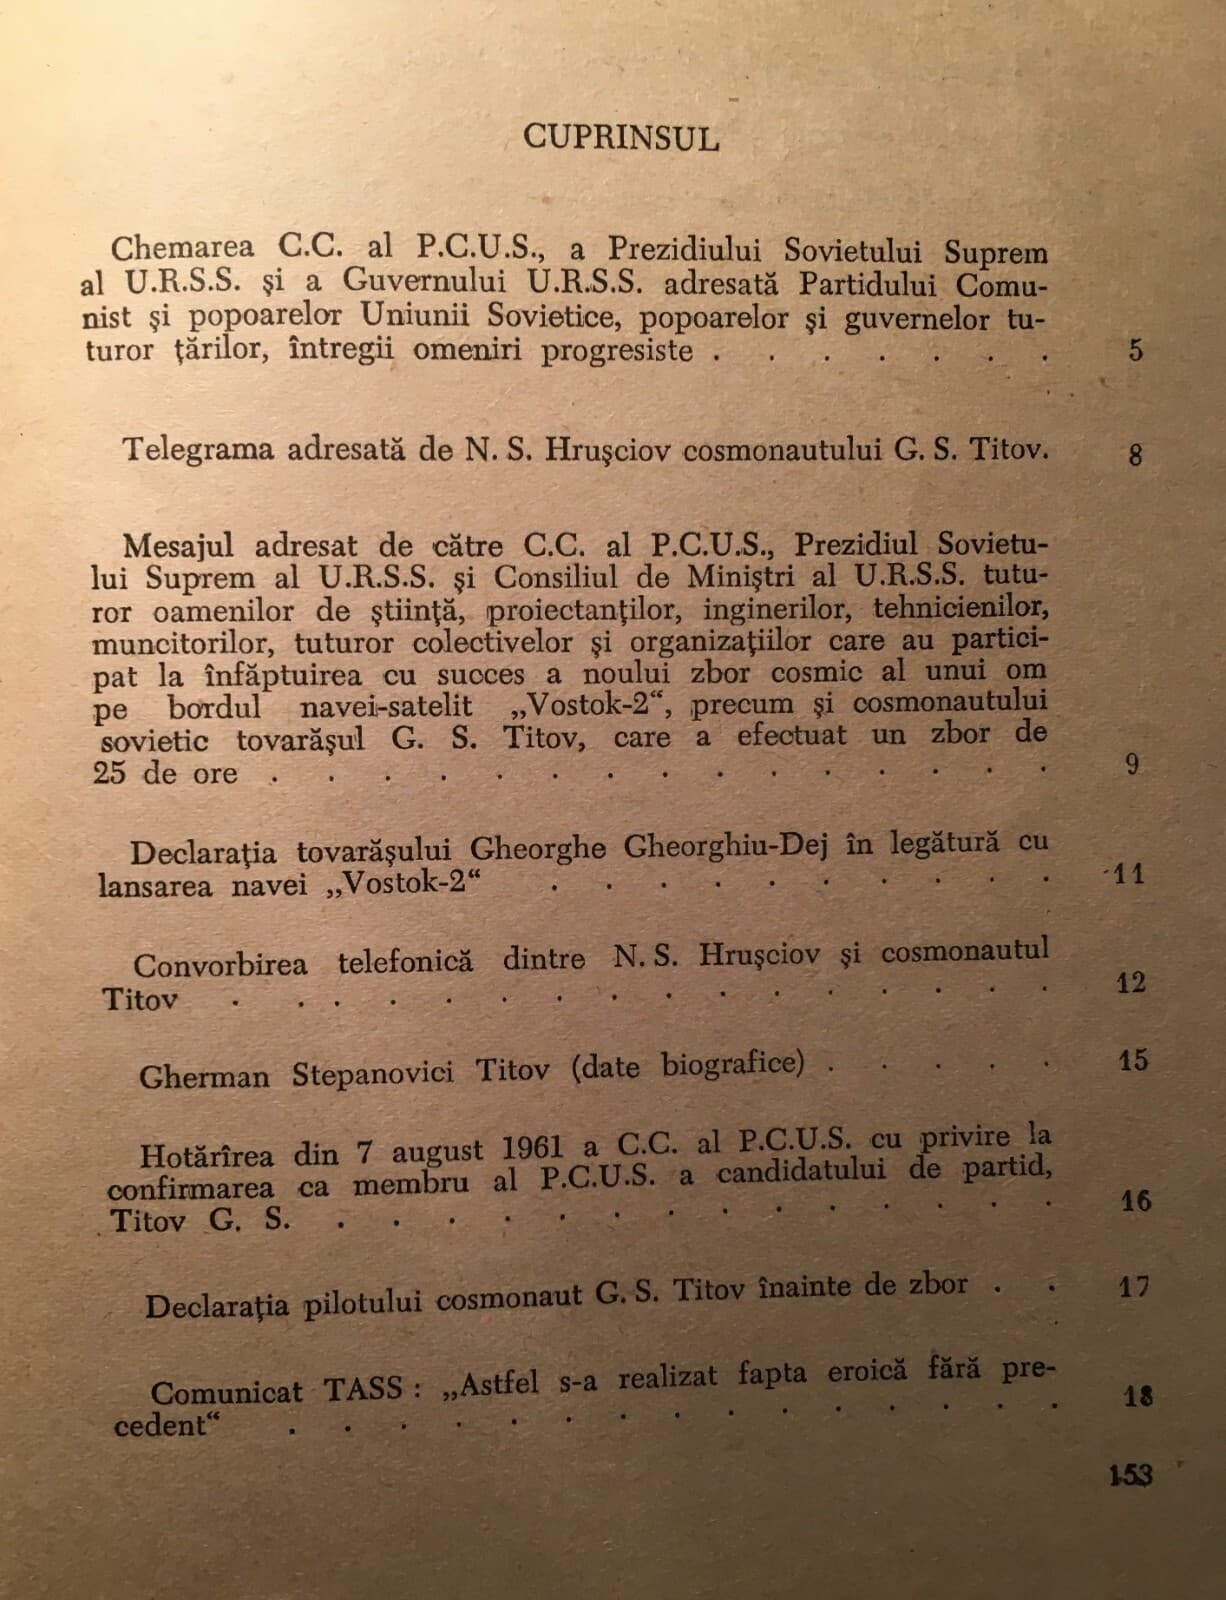 CUPRINSUL
Chemarea C.C. al P.C.U.S., a Prezidiului Sovietului Suprem
al U.R.S.S. şi a Guvernului U.R.S.S. adresată Partidului Comu-
nist şi popoarelor Uniunii Sovietice, popoarelor şi guvernelor tu-
turor ţărilor, întregii omeniri progresiste . . . . . . . 5
Telegrama adresată de N. S. Hruşciov cosmonautului G. S. Titov. 8
Mesajul adresat de către C.C. al P.C.U.S., Prezidiul Sovietu-
lui Suprem al U.R.S.S. şi Consiliul de Miniştri al U.R.S.S. tutu-
ror oamenilor de ştiinţă, proiectanţilor, inginerilor, tehnicienilor,
muncitorilor, tuturor colectivelor şi organizaţiilor care au partici-
pat la înfăptuirea cu succes a noului zbor cosmic al unui om
pe bordul navei-satelit „Vostok-2“, precum şi cosmonautului
sovietic tovarăşul G. S. Titov, care a efectuat un zbor de
25 de ore . . . . . . . . . . . . . . . 9
Declaraţia tovarăşului Gheorghe Gheorghiu-Dej în legătură cu
lansarea navei „Vostok-2“ . . . . . . . . . . 11
Convorbirea telefonică dintre N. S. Hruşciov şi cosmonautul
Titov . . . . . . . . . . . . . . . . 12
Gherman Stepanovici Titov (date biografice) . . . . . 15
Hotărîrea din 7 august 1961 a C.C. al P.C.U.S. cu privire la
confirmarea ca membru al P.C.U.S. a candidatului de partid,
Titov G. S. . . . . . . . . . . . . . . 16
Declaraţia pilotului cosmonaut G. S. Titov înainte de zbor . . 17
Comunicat TASS : „Astfel s-a realizat fapta eroică fără pre-
cedent“ . . . . . . . . . . . . . . . 18
153